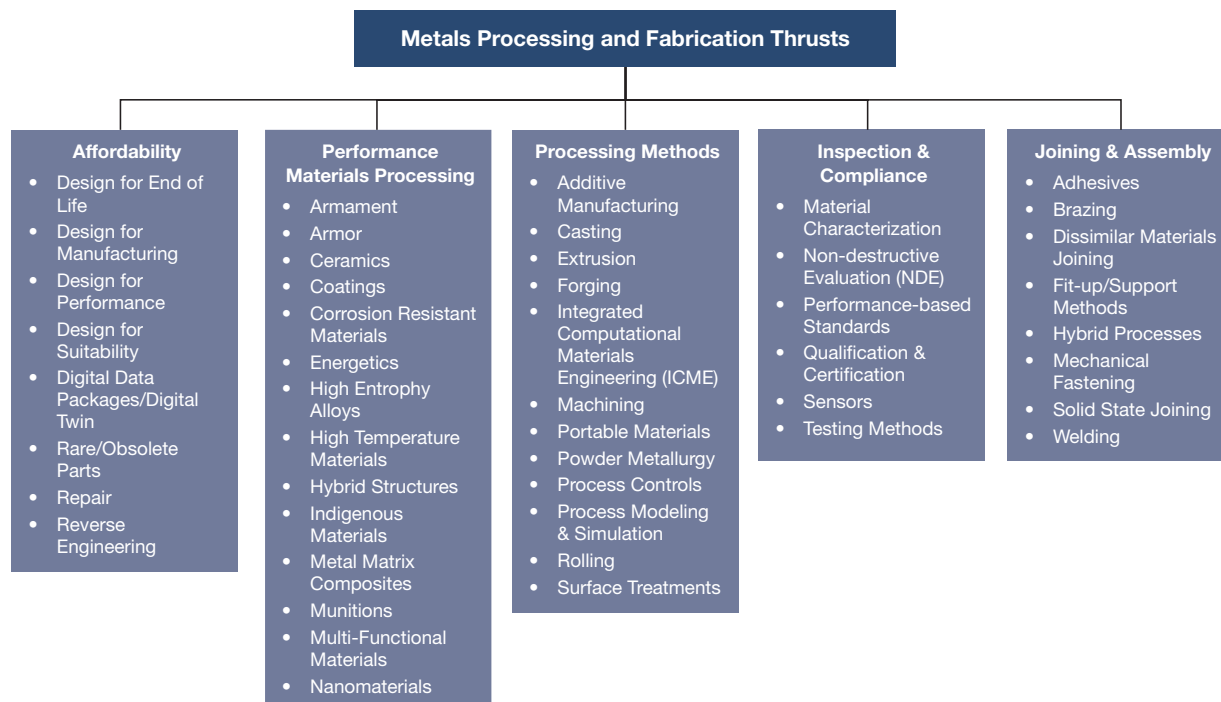 Metals Processing and Fabrication Thrusts
Affordability
• Design for End of
Life
• Design for
Manufacturing
• Design for
Performance
• Design for
Suitability
• Digital Data
Packages/Digital
Twin
• Rare/Obsolete
Parts
• Repair
• Reverse
Engineering
Performance
Materials Processing
• Armament
• Armor
• Ceramics
• Coatings
• Corrosion Resistant
Materials
• Energetics
• High Entrophy
Alloys
• High Temperature
Materials
• Hybrid Structures
• Indigenous
Materials
• Metal Matrix
Composites
• Munitions
• Multi-Functional
Materials
• Nanomaterials
Processing Methods
• Additive
Manufacturing
• Casting
• Extrusion
• Forging
• Integrated
Computational
Materials
Engineering (ICME)
• Machining
• Portable Materials
• Powder Metallurgy
• Process Controls
• Process Modeling
& Simulation
• Rolling
• Surface Treatments
Inspection &
Compliance
• Material
Characterization
• Non-destructive
Evaluation (NDE)
• Performance-based
Standards
• Qualification &
Certification
• Sensors
• Testing Methods
Joining & Assembly
• Adhesives
• Brazing
• Dissimilar Materials
Joining
• Fit-up/Support
Methods
• Hybrid Processes
• Mechanical
Fastening
• Solid State Joining
• Welding